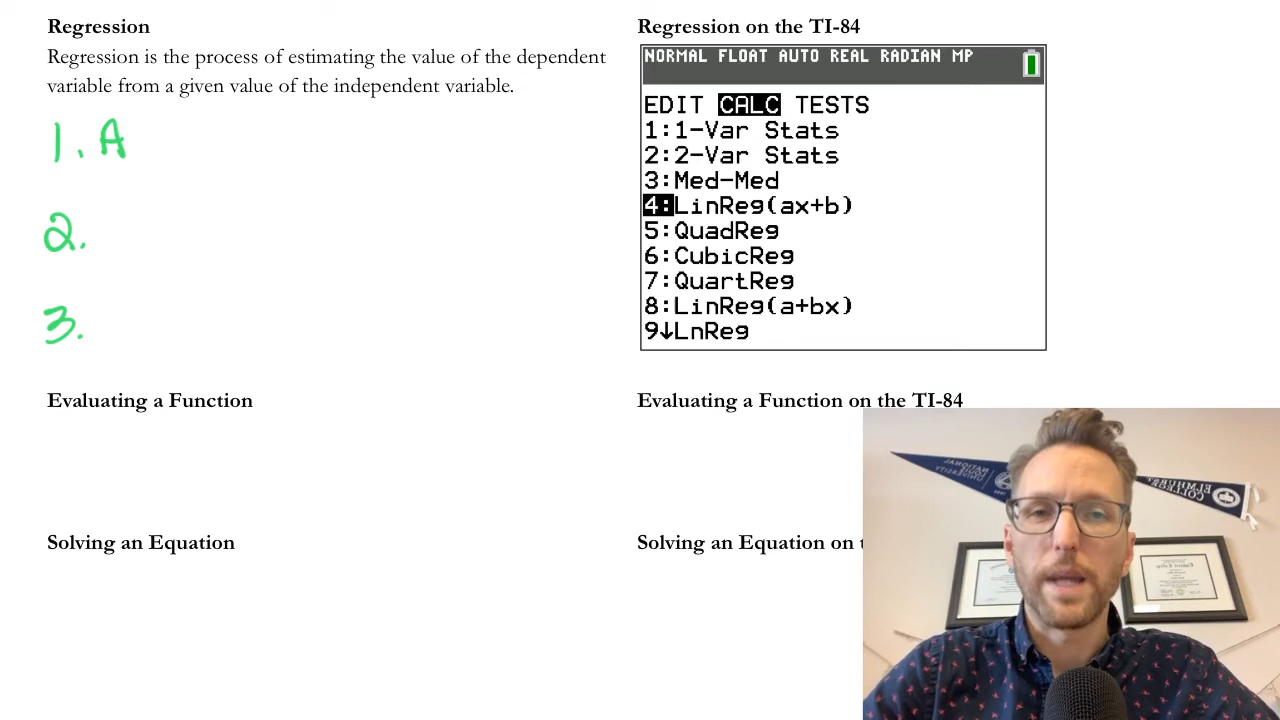 Regression
Regression is the process of estimating the value of the dependent
variable from a given value of the independent variable.
1. A
2.
3.
Evaluating a Function
Solving an Equation
Regression on the TI-84
NORMAL FLOAT AUTO REAL RADIAN MP
EDIT CALC TESTS
1:1-Var Stats
2:2-Var Stats
3:Med-Med
4:LinReg(ax+b)
5:QuadReg
6:CubicReg
7:QuartReg
8:LinReg(a+bx)
9↓LnReg
Evaluating a Function on the TI-84
Solving an Equation on
NATIONAL
UNIVERSITY
ELMHURST
COLLEGE